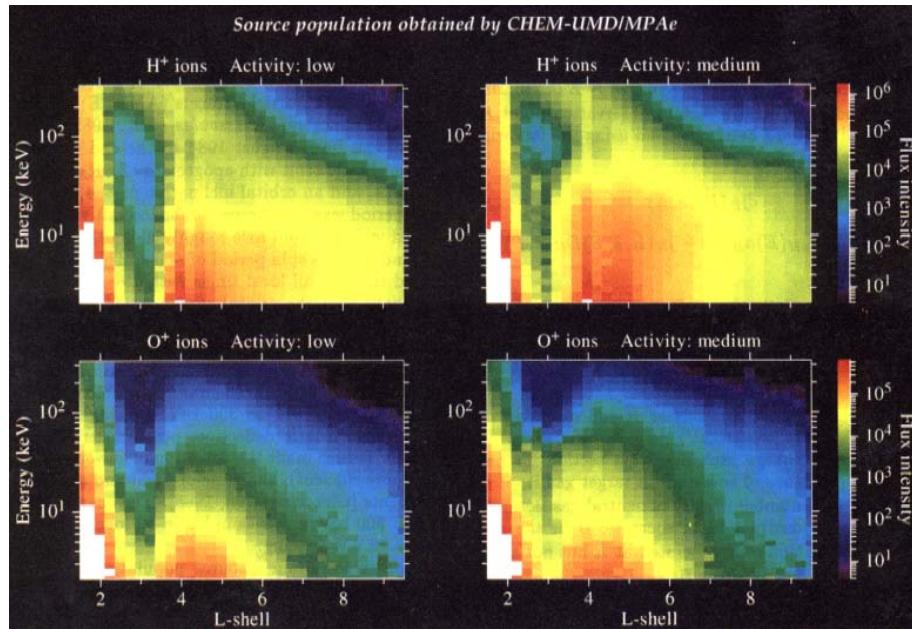 Source population obtained by CHEM-UMD/MPAe
H⁺ ions Activity: low
H⁺ ions Activity: medium
Energy (keV)
10²
10¹
10⁶
10⁵
10⁴
10³
10²
10¹
Flux intensity
O⁺ ions Activity: low
O⁺ ions Activity: medium
Energy (keV)
10²
10¹
10²
10¹
10⁵
10⁴
10³
10²
10¹
Flux intensity
2 4 6 8
2 4 6 8
L-shell
L-shell